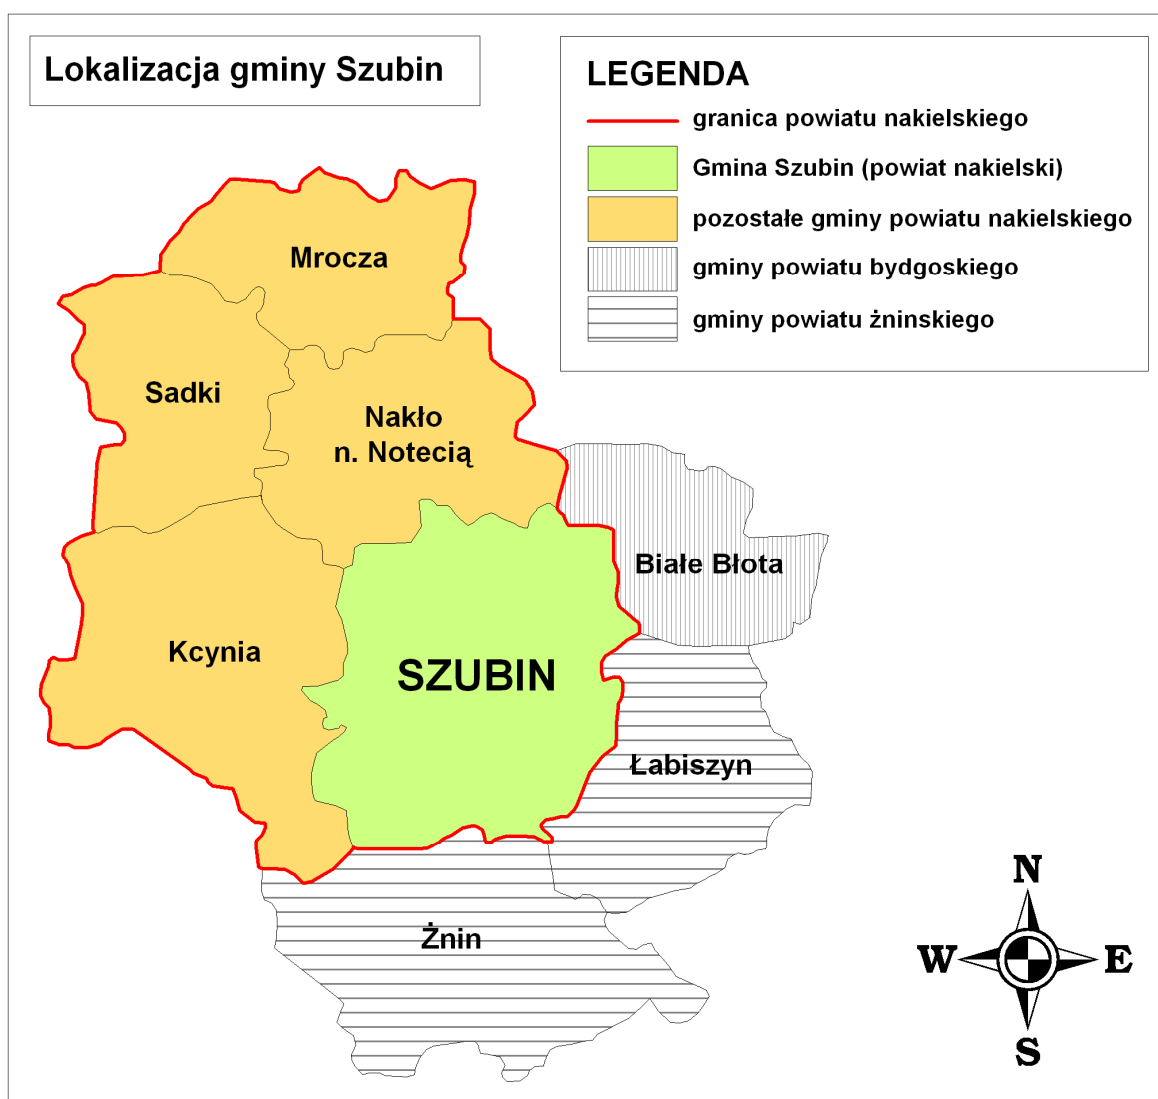 Lokalizacja gminy Szubin
LEGENDA
granica powiatu nakielskiego
Gmina Szubin (powiat nakielski)
pozostałe gminy powiatu nakielskiego
gminy powiatu bydgoskiego
gminy powiatu żninskiego
Mrocza
Sadki
Nakło
n. Notecią
Białe Błota
Kcynia
SZUBIN
Łabiszyn
Żnin
N
W
E
S